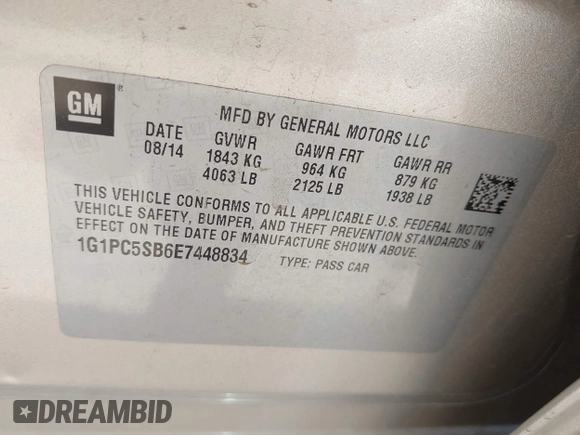 GM ®
MFD BY GENERAL MOTORS LLC
DATE GVWR GAWR FRT GAWR RR
08/14 1843 KG 964 KG 879 KG
4063 LB 2125 LB 1938 LB
THIS VEHICLE CONFORMS TO ALL APPLICABLE U.S. FEDERAL MOTOR
VEHICLE SAFETY, BUMPER, AND THEFT PREVENTION STANDARDS IN
EFFECT ON THE DATE OF MANUFACTURE SHOWN ABOVE.
1G1PC5SB6E7448834 TYPE: PASS CAR
DREAMBID